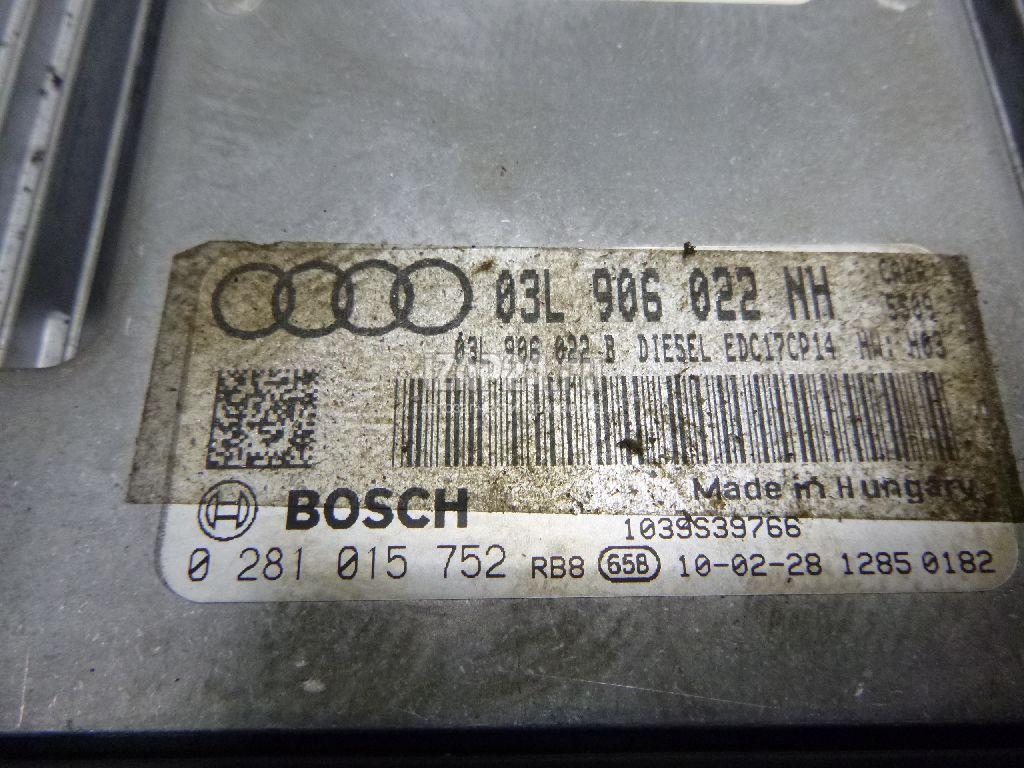 03L 906 022 NH
5509
03L 906 022 B DIESEL EDC17CP14 HW: H03
Made in Hungary
BOSCH
1039S39766
0 281 015 752 RB8 65B 10-02-28 1285 0182